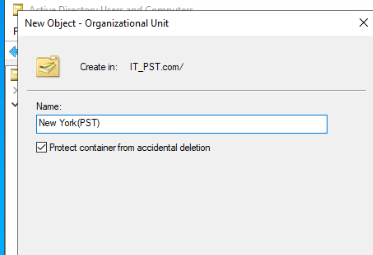 Active Directory Users and Computers
New Object - Organizational Unit
Create in: IT_PST.com/
Name:
New York(PST)
Protect container from accidental deletion